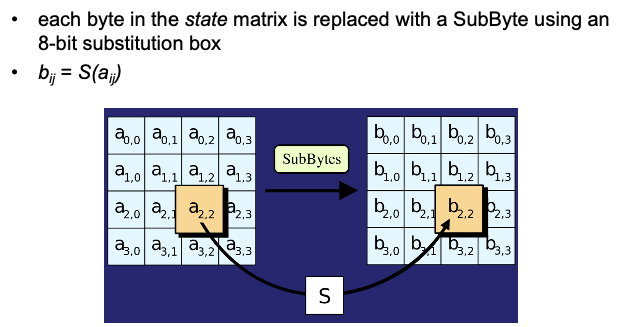 • each byte in the state matrix is replaced with a SubByte using an
8-bit substitution box
• bij = S(aij)
a0,0 a0,1 a0,2 a0,3 b0,0 b0,1 b0,2 b0,3
SubBytes
a1,0 a1,1 a1,2 a1,3 b1,0 b1,1 b1,2 b1,3
a2,0 a2,1 a2,2 a2,3 b2,0 b2,1 b2,2 b2,3
a3,0 a3,1 a3,2 a3,3 b3,0 b3,1 b3,2 b3,3
S